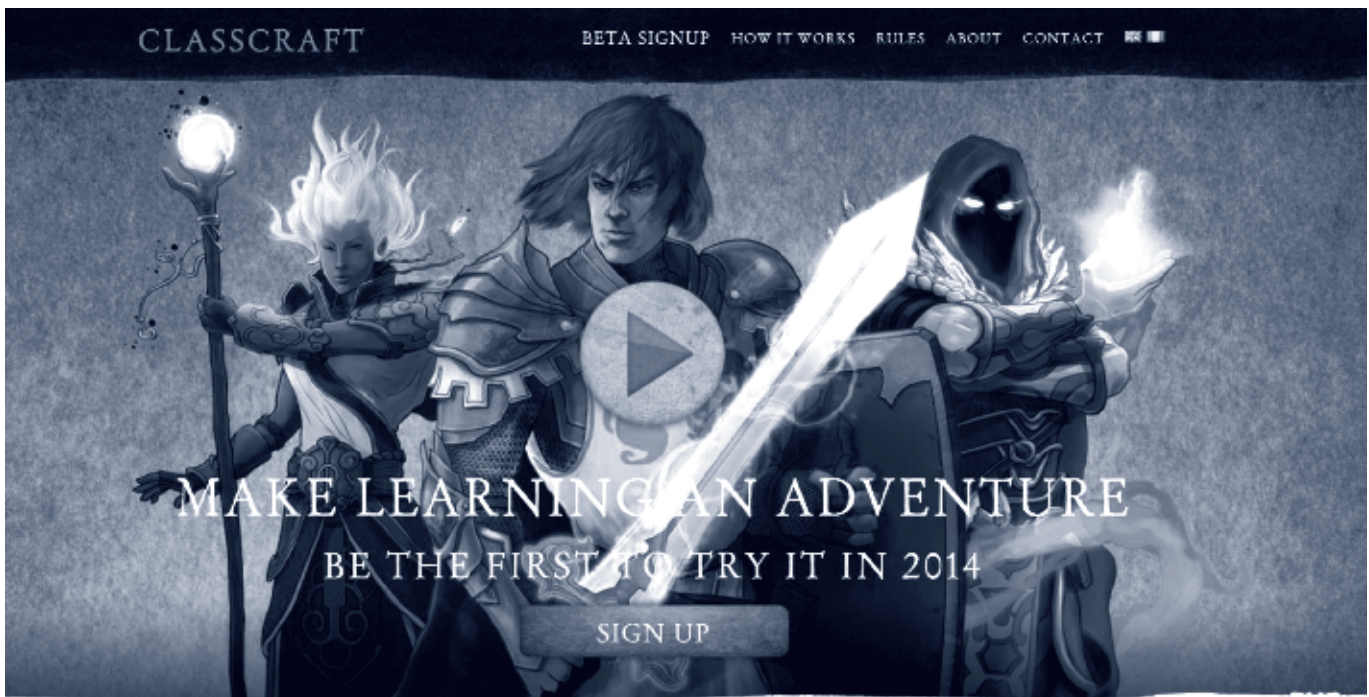 CLASSCRAFT
BETA SIGNUP HOW IT WORKS RULES ABOUT CONTACT
MAKE LEARNING AN ADVENTURE
BE THE FIRST TO TRY IT IN 2014
SIGN UP